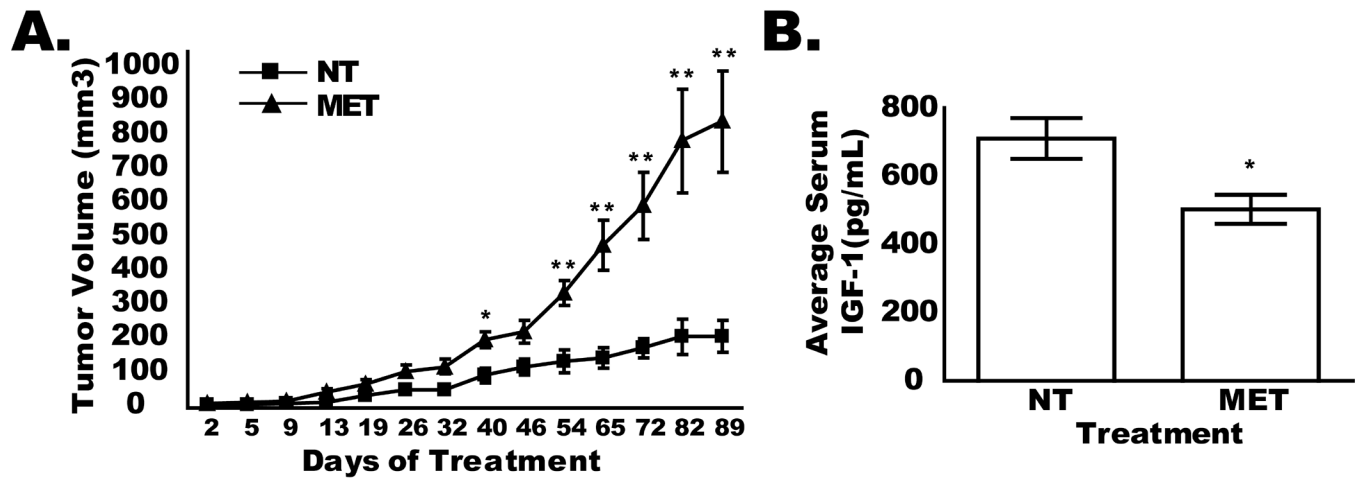 A.
Tumor Volume (mm3)
1000
900
800
700
600
500
400
300
200
100
0
NT
MET
*
**
**
**
**
**
2 5 9 13 19 26 32 40 46 54 65 72 82 89
Days of Treatment
B.
Average Serum
IGF-1(pg/mL)
800
600
400
200
0
*
NT MET
Treatment